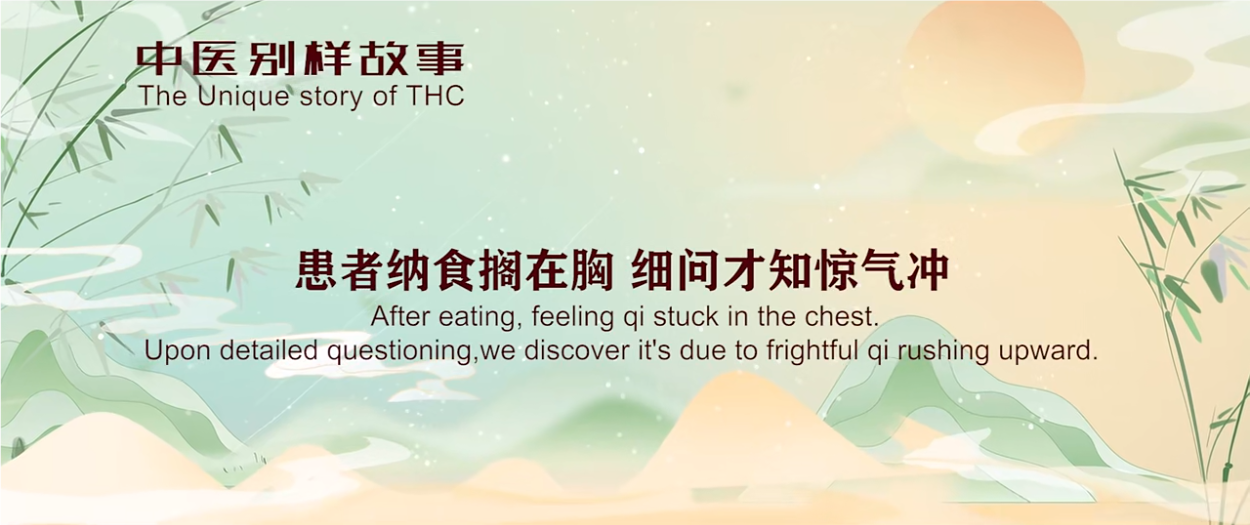 中医别样故事
The Unique story of THC
患者纳食搁在胸 细问才知惊气冲
After eating, feeling qi stuck in the chest.
Upon detailed questioning,we discover it's due to frightful qi rushing upward.